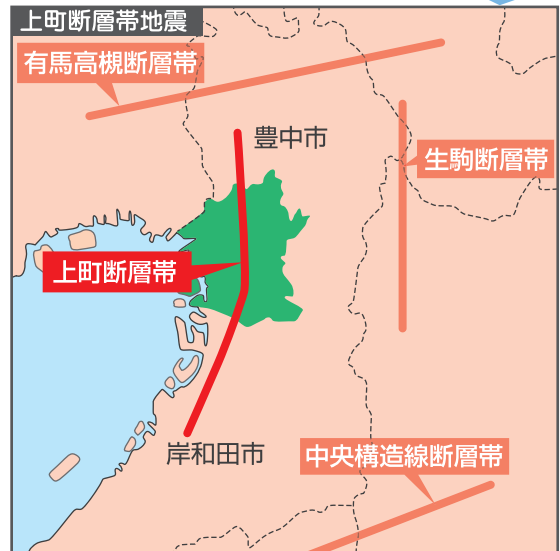 上町断層帯地震
有馬高槻断層帯
豊中市
生駒断層帯
上町断層帯
岸和田市
中央構造線断層帯